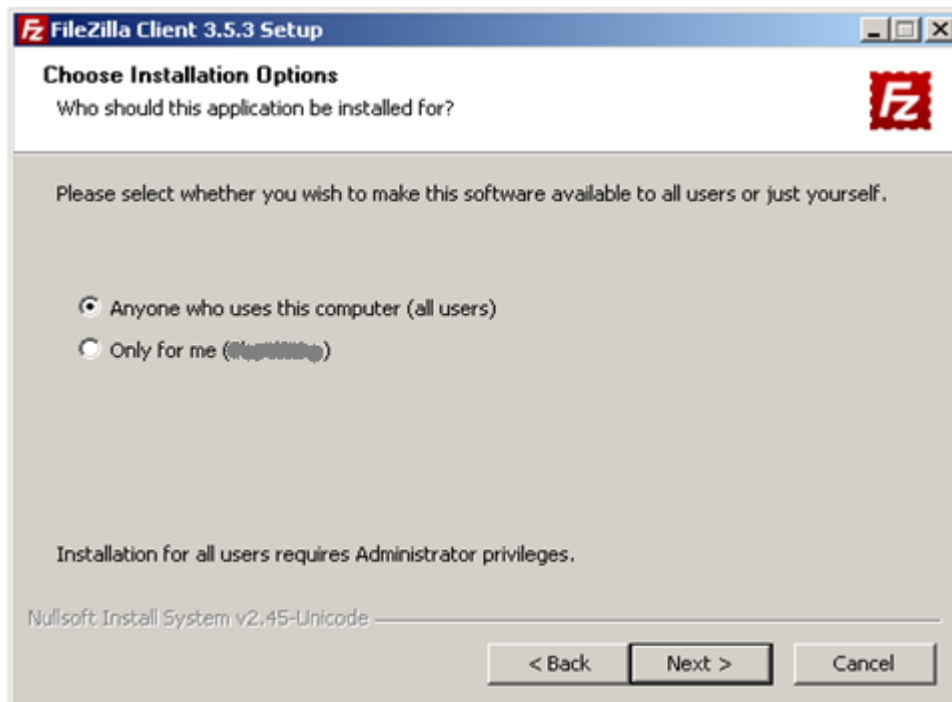 FileZilla Client 3.5.3 Setup
Choose Installation Options
Who should this application be installed for?
Fz
Please select whether you wish to make this software available to all users or just yourself.
Anyone who uses this computer (all users)
Only for me ( )
Installation for all users requires Administrator privileges.
Nullsoft Install System v2.45-Unicode
< Back Next > Cancel